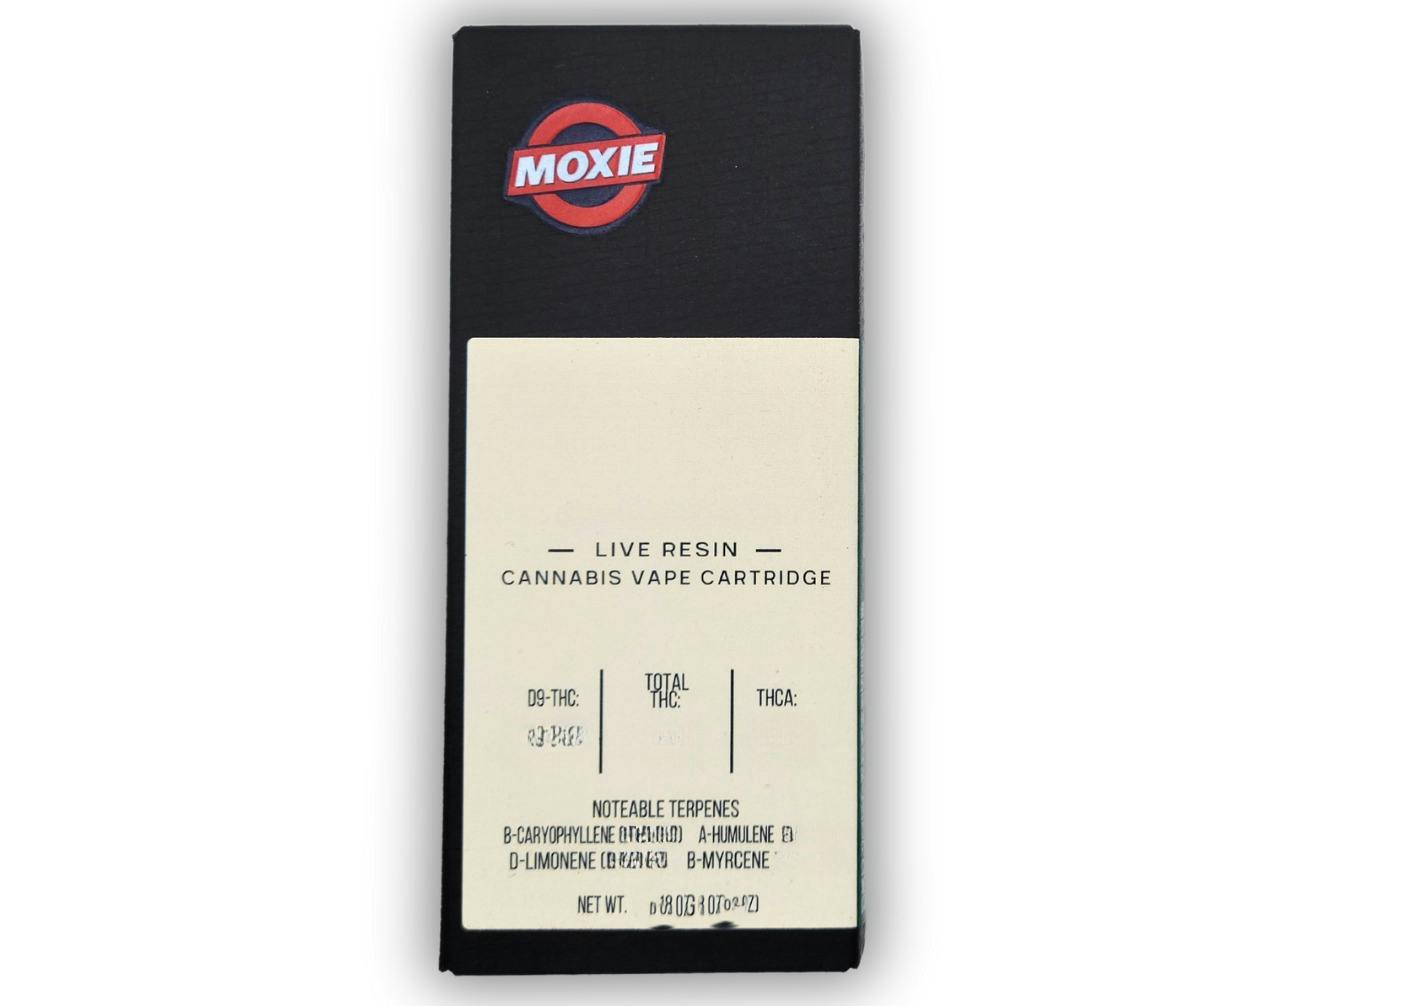 MOXIE
— LIVE RESIN —
CANNABIS VAPE CARTRIDGE
D9-THC:
TOTAL
THC:
THCA:
NOTEABLE TERPENES
B-CARYOPHYLLENE A-HUMULENE
D-LIMONENE B-MYRCENE
NET WT.